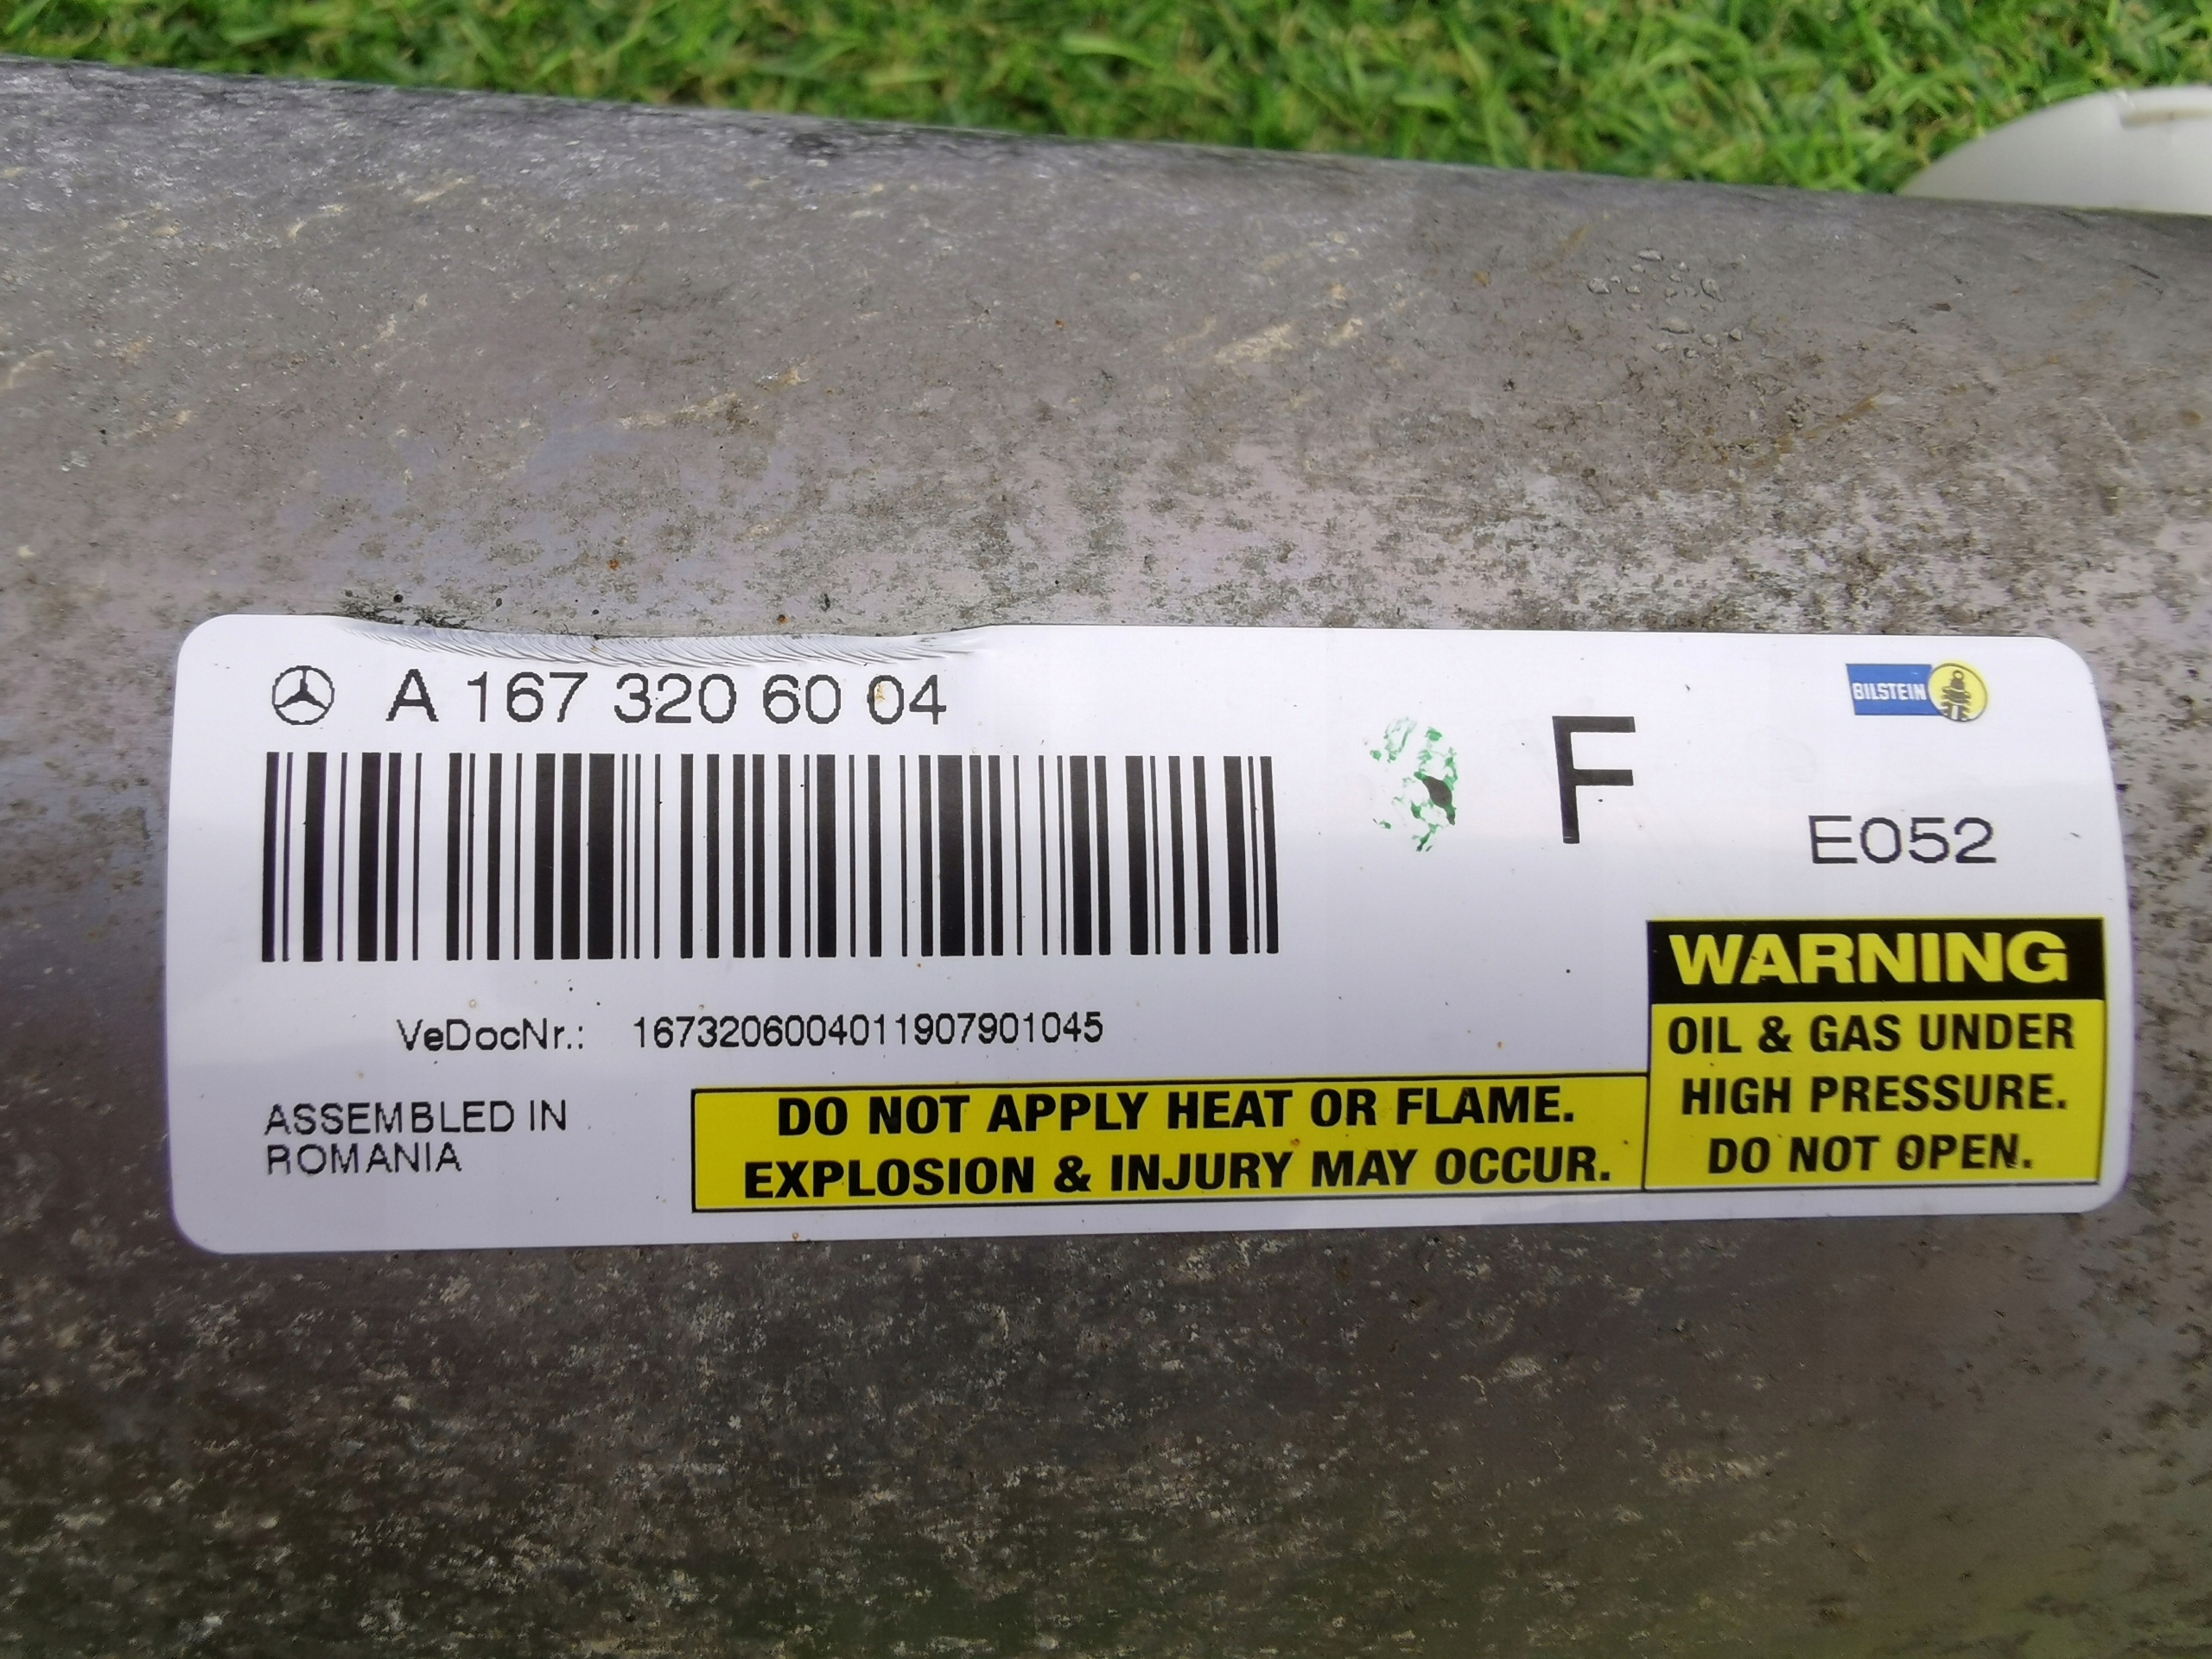 A 167 320 60 04
BILSTEIN
F
E052
VeDocNr.: 1673206004011907901045
ASSEMBLED IN
ROMANIA
DO NOT APPLY HEAT OR FLAME.
EXPLOSION & INJURY MAY OCCUR.
WARNING
OIL & GAS UNDER
HIGH PRESSURE.
DO NOT OPEN.